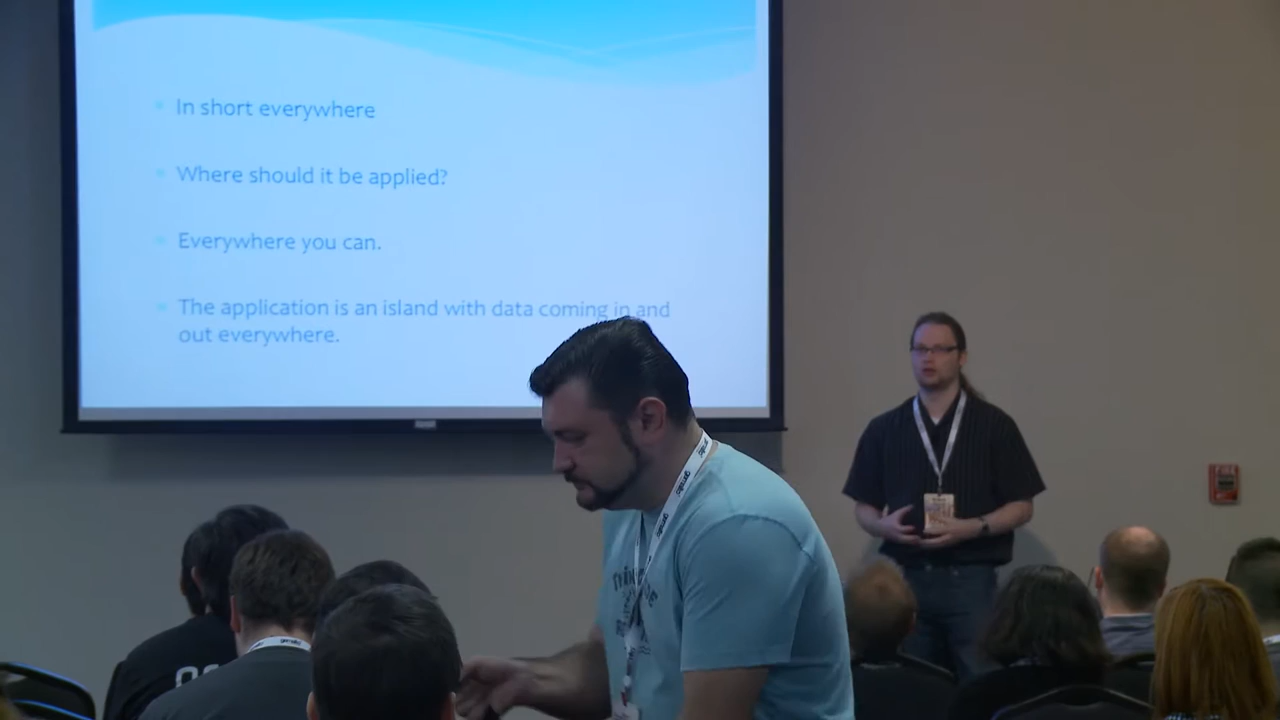 In short everywhere
Where should it be applied?
Everywhere you can.
The application is an island with data coming in and
out everywhere.